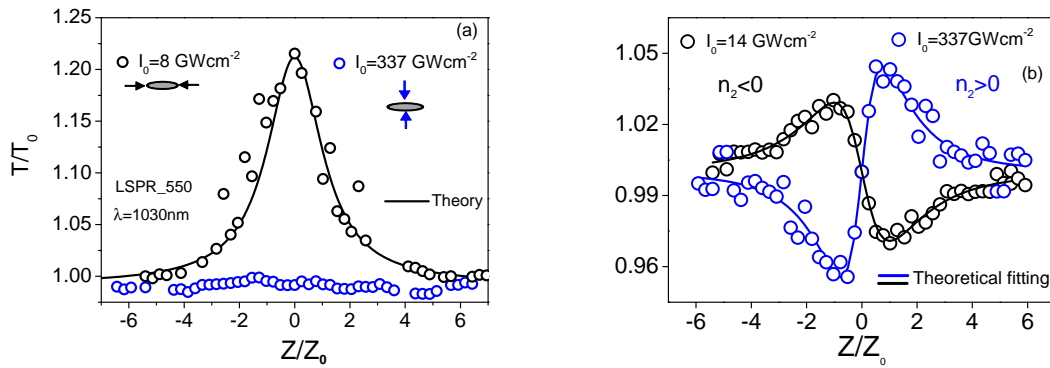 (a)
I₀=8 GWcm⁻²
I₀=337 GWcm⁻²
LSPR_550
λ=1030nm
Theory
T/T₀
1.25
1.20
1.15
1.10
1.05
1.00
-6 -4 -2 0 2 4 6
Z/Z₀
I₀=14 GWcm⁻²
I₀=337GWcm⁻²
(b)
n₂<0
n₂>0
Theoretical fitting
1.05
1.02
0.99
0.96
-6 -4 -2 0 2 4 6
Z/Z₀